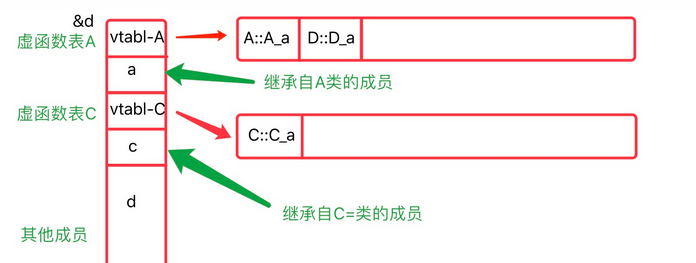 &d
虚函数表A
vtabl-A
A::A_a
D::D_a
a
继承自A类的成员
虚函数表C
vtabl-C
C::C_a
c
d
继承自C=类的成员
其他成员